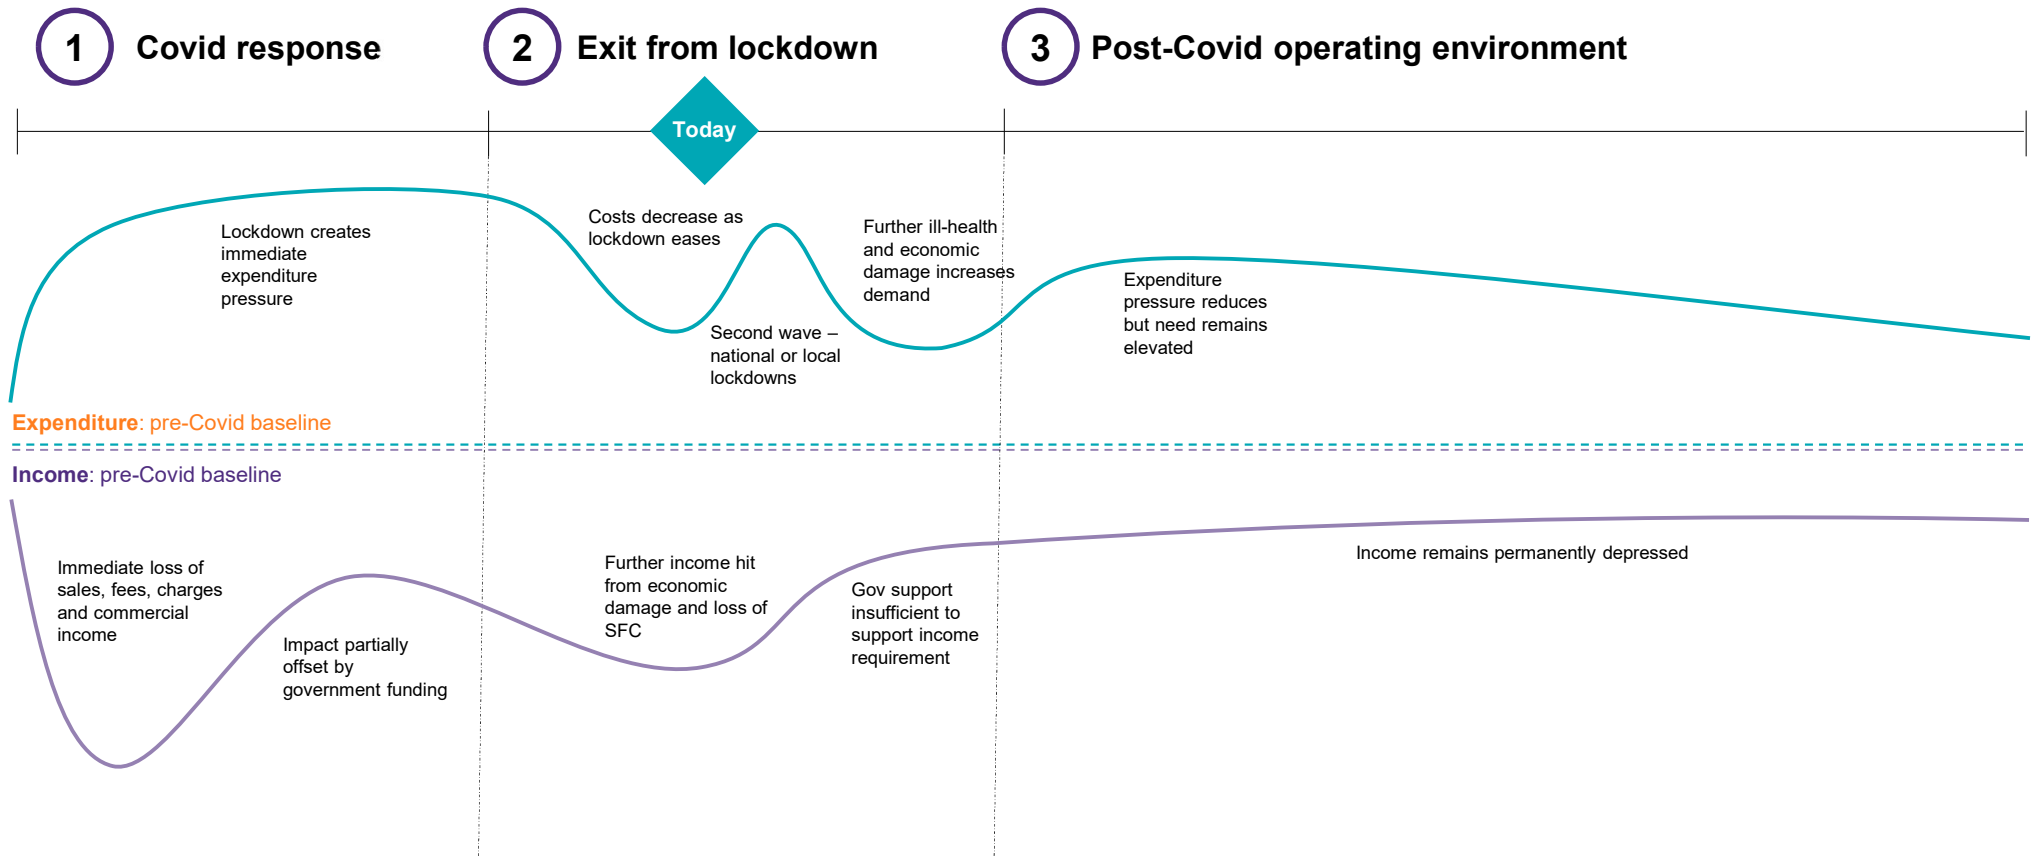 1 Covid response
2 Exit from lockdown
3 Post-Covid operating environment
Today
Lockdown creates
immediate
expenditure
pressure
Costs decrease as
lockdown eases
Second wave –
national or local
lockdowns
Further ill-health
and economic
damage increases
demand
Expenditure
pressure reduces
but need remains
elevated
Expenditure: pre-Covid baseline
Income: pre-Covid baseline
Immediate loss of
sales, fees, charges
and commercial
income
Impact partially
offset by
government funding
Further income hit
from economic
damage and loss of
SFC
Gov support
insufficient to
support income
requirement
Income remains permanently depressed